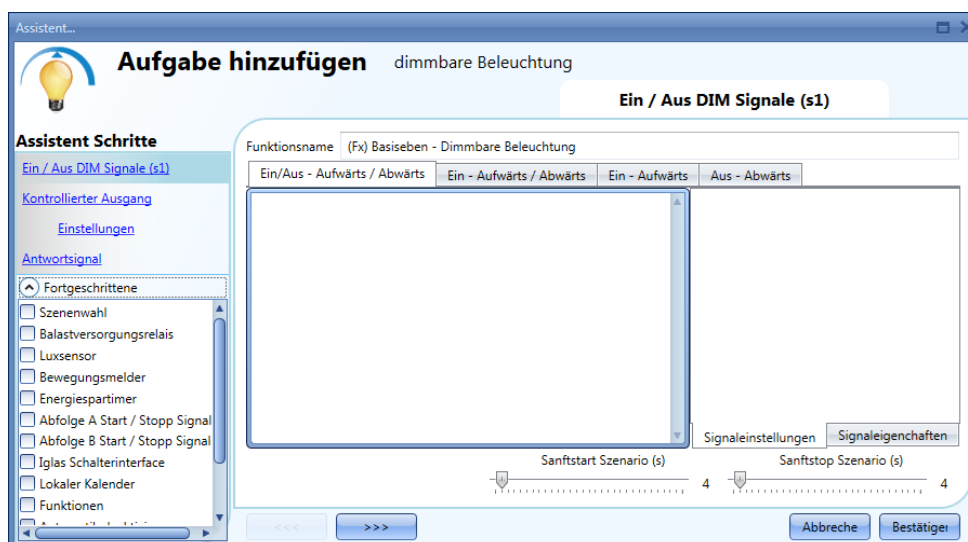 Assistent...
Aufgabe hinzufügen dimmbare Beleuchtung
Ein / Aus DIM Signale (s1)
Assistent Schritte
Ein / Aus DIM Signale (s1)
Kontrollierter Ausgang
Einstellungen
Antwortsignal
Fortgeschrittene
Szenenwahl
Balastversorgungsrelais
Luxsensor
Bewegungsmelder
Energiespartimer
Abfolge A Start / Stopp Signal
Abfolge B Start / Stopp Signal
Iglas Schalterinterface
Lokaler Kalender
Funktionen
Funktionsname (Fx) Basiseben - Dimmbare Beleuchtung
Ein/Aus - Aufwärts / Abwärts Ein - Aufwärts / Abwärts Ein - Aufwärts Aus - Abwärts
Signaleinstellungen Signaleigenchaften
Sanftstart Szenario (s) Sanftstop Szenario (s)
4 4
<<< >>> Abbreche Bestätiger